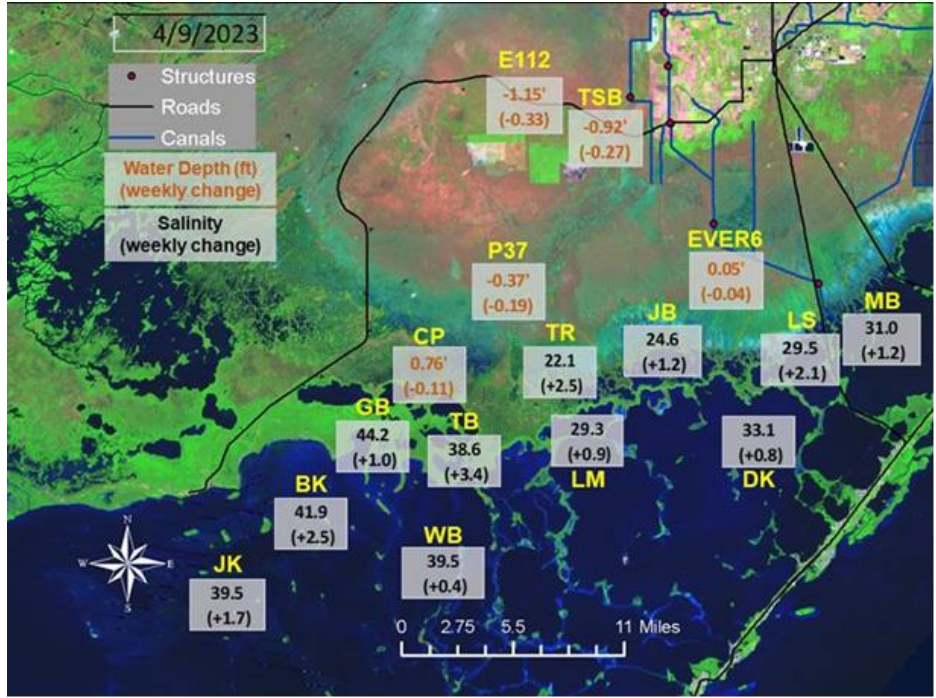 4/9/2023
Structures
Roads
Canals
Water Depth (ft)
(weekly change)
Salinity
(weekly change)
E112
-1.15'
(-0.33)
TSB
-0.92'
(-0.27)
P37
-0.37'
(-0.19)
EVER6
0.05'
(-0.04)
CP
0.76'
(-0.11)
TR
22.1
(+2.5)
JB
24.6
(+1.2)
LS
29.5
(+2.1)
MB
31.0
(+1.2)
GB
44.2
(+1.0)
TB
38.6
(+3.4)
29.3
(+0.9)
LM
33.1
(+0.8)
DK
BK
41.9
(+2.5)
WB
39.5
(+0.4)
JK
39.5
(+1.7)
N
W E
S
0 2.75 5.5 11 Miles